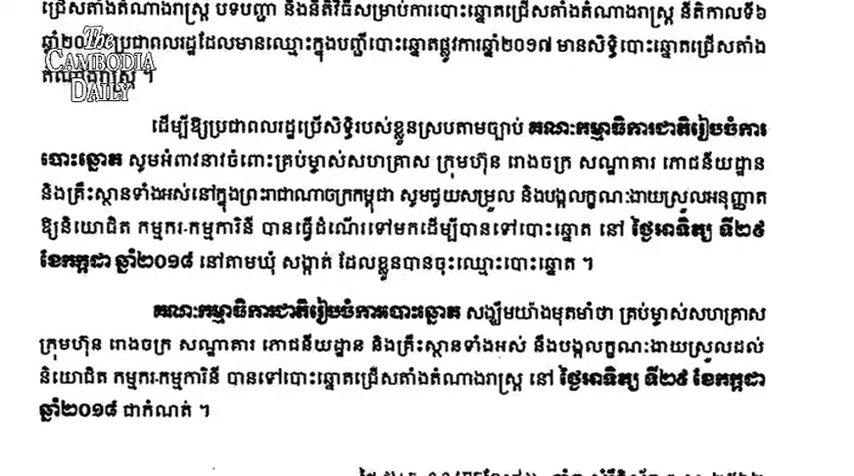 ជ្រើសតាំងតំណាងរាស្ត្រ បទបញ្ជា និងនីតិវិធីសម្រាប់ការបោះឆ្នោតជ្រើសតាំងតំណាងរាស្ត្រ នីតិកាលទី៦
ប្រជាពលរដ្ឋដែលមានឈ្មោះក្នុងបញ្ជីបោះឆ្នោតផ្លូវការឆ្នាំ២០១៧ មានសិទ្ធិបោះឆ្នោតជ្រើសតាំង
តំណាងរាស្ត្រ ។
The
CAMBODIA
DAILY
ដើម្បីឱ្យប្រជាពលរដ្ឋប្រើសិទ្ធិរបស់ខ្លួនស្របតាមច្បាប់ គណៈកម្មាធិការជាតិរៀបចំការ
បោះឆ្នោត សូមអំពាវនាវចំពោះគ្រប់ម្ចាស់សហគ្រាស ក្រុមហ៊ុន រោងចក្រ សណ្ឋាគារ ភោជនីយដ្ឋាន
និងគ្រឹះស្ថានទាំងអស់នៅក្នុងព្រះរាជាណាចក្រកម្ពុជា សូមជួយសម្រួល និងបង្កលក្ខណៈងាយស្រួលអនុញ្ញាត
ឱ្យនិយោជិត កម្មករ-កម្មការិនី បានធ្វើដំណើរទៅមកដើម្បីបានទៅបោះឆ្នោត នៅ ថ្ងៃអាទិត្យ ទី២៩
ខែកក្កដា ឆ្នាំ២០១៨ នៅតាមឃុំ សង្កាត់ ដែលខ្លួនបានចុះឈ្មោះបោះឆ្នោត ។
គណៈកម្មាធិការជាតិរៀបចំការបោះឆ្នោត សង្ឃឹមយ៉ាងមុតមាំថា គ្រប់ម្ចាស់សហគ្រាស
ក្រុមហ៊ុន រោងចក្រ សណ្ឋាគារ ភោជនីយដ្ឋាន និងគ្រឹះស្ថានទាំងអស់ នឹងបង្កលក្ខណៈងាយស្រួលដល់
និយោជិត កម្មករ-កម្មការិនី បានទៅបោះឆ្នោតជ្រើសតាំងតំណាងរាស្ត្រ នៅ ថ្ងៃអាទិត្យ ទី២៩ ខែកក្កដា
ឆ្នាំ២០១៨ ជាកំណត់ ។